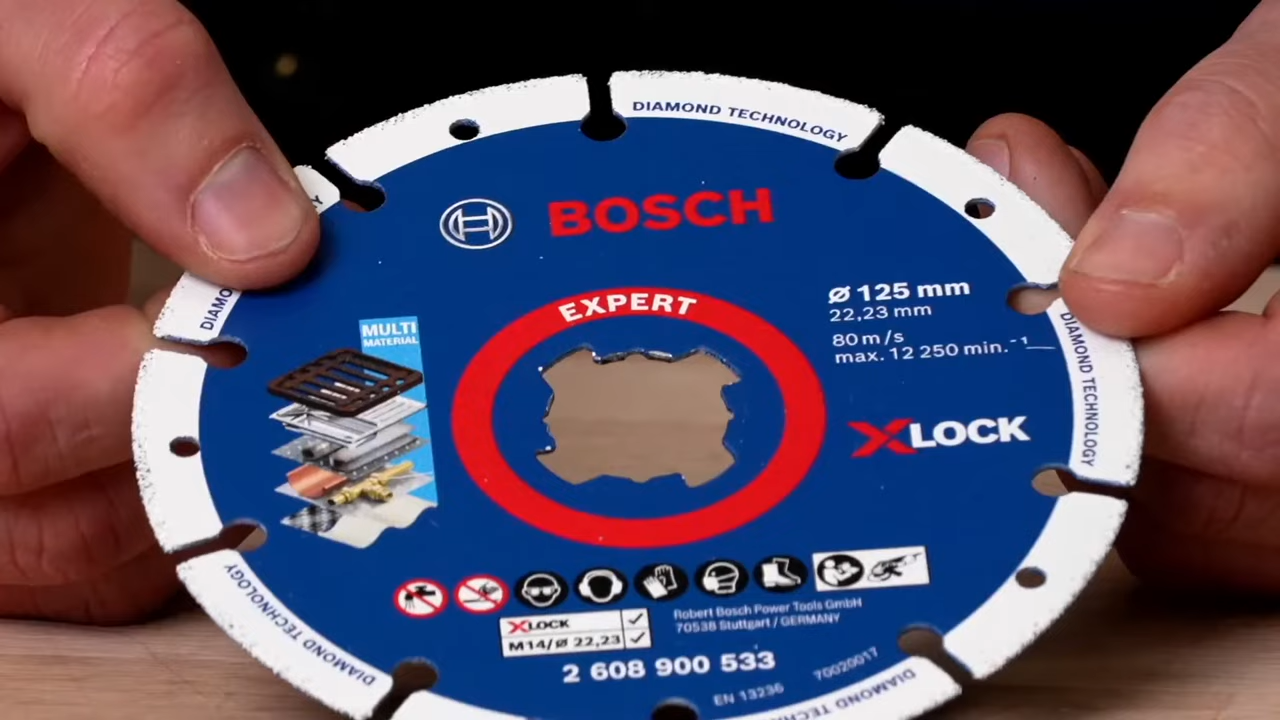 DIAMOND TECHNOLOGY
BOSCH
EXPERT
Ø 125 mm
22,23 mm
80 m/s
max. 12 250 min.⁻¹
MULTI
MATERIAL
DIAMO
DIAMOND TECHNOLOGY
XLOCK
DIAMOND TECHNOLOGY
XLOCK ✓
M14/Ø 22,23 ✓
Robert Bosch Power Tools GmbH
70538 Stuttgart / GERMANY
2 608 900 533
EN 13236
70020017
DIAMOND TECHNO